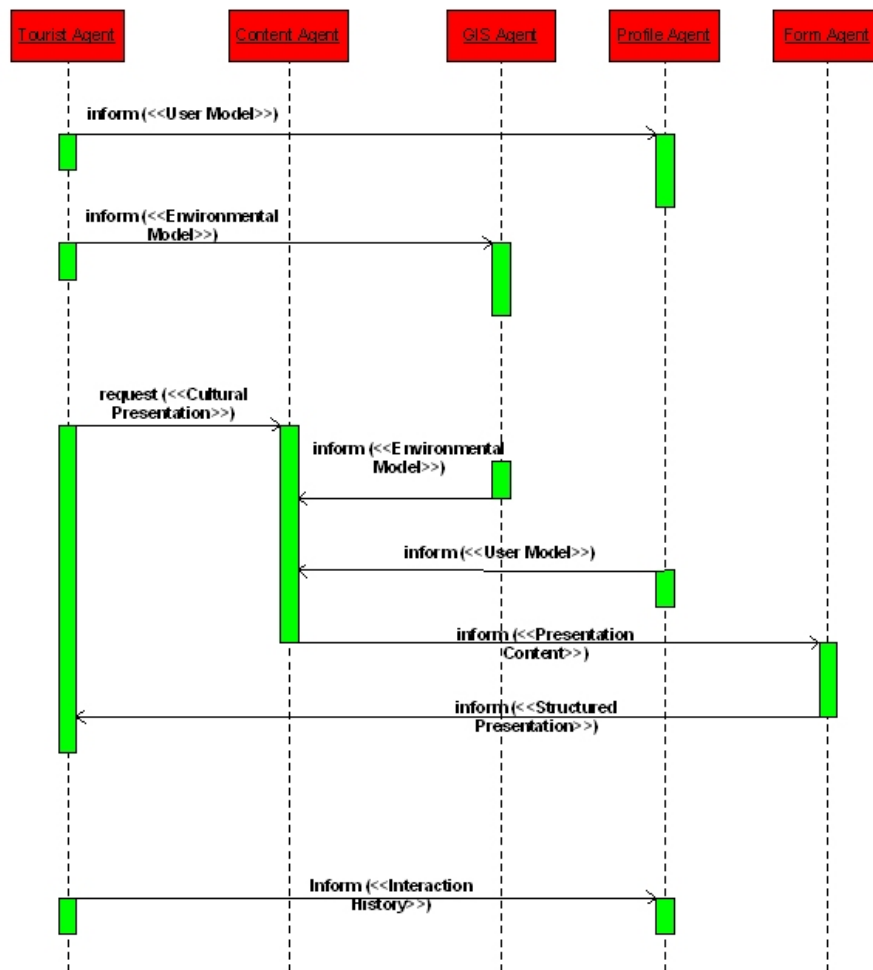 Tourist Agent
Content Agent
GIS Agent
Profile Agent
Form Agent
inform (<<User Model>>)
inform (<<Environmental
Model>>)
request (<<Cultural
Presentation>>)
inform (<<Environmental
Model>>)
inform (<<User Model>>)
inform (<<Presentation
Content>>)
inform (<<Structured
Presentation>>)
Inform (<<Interaction
History>>)